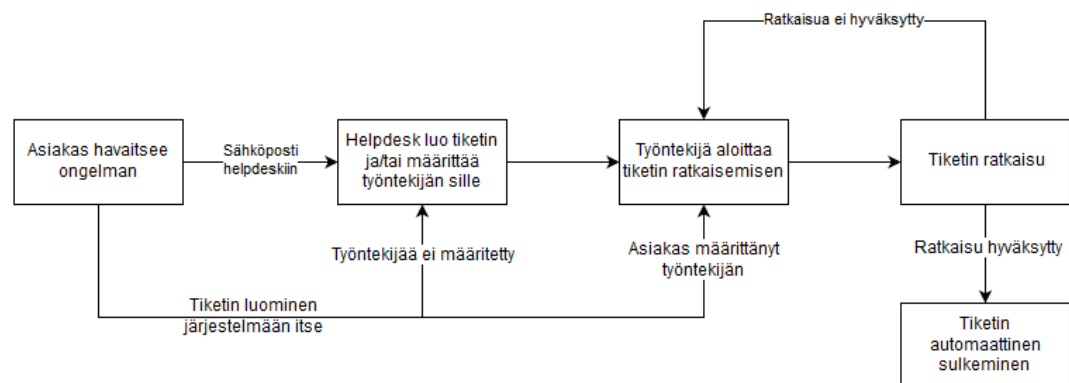 Ratkaisua ei hyväksytty
Asiakas havaitsee
ongelman
Sähköposti
helpdeskiin
Helpdesk luo tiketin
ja/tai määrittää
työntekijän sille
Työntekijä aloittaa
tiketin ratkaisemisen
Tiketin ratkaisu
Työntekijää ei määritetty
Asiakas määrittänyt
työntekijän
Ratkaisu hyväksytty
Tiketin luominen
järjestelmään itse
Tiketin
automaattinen
sulkeminen